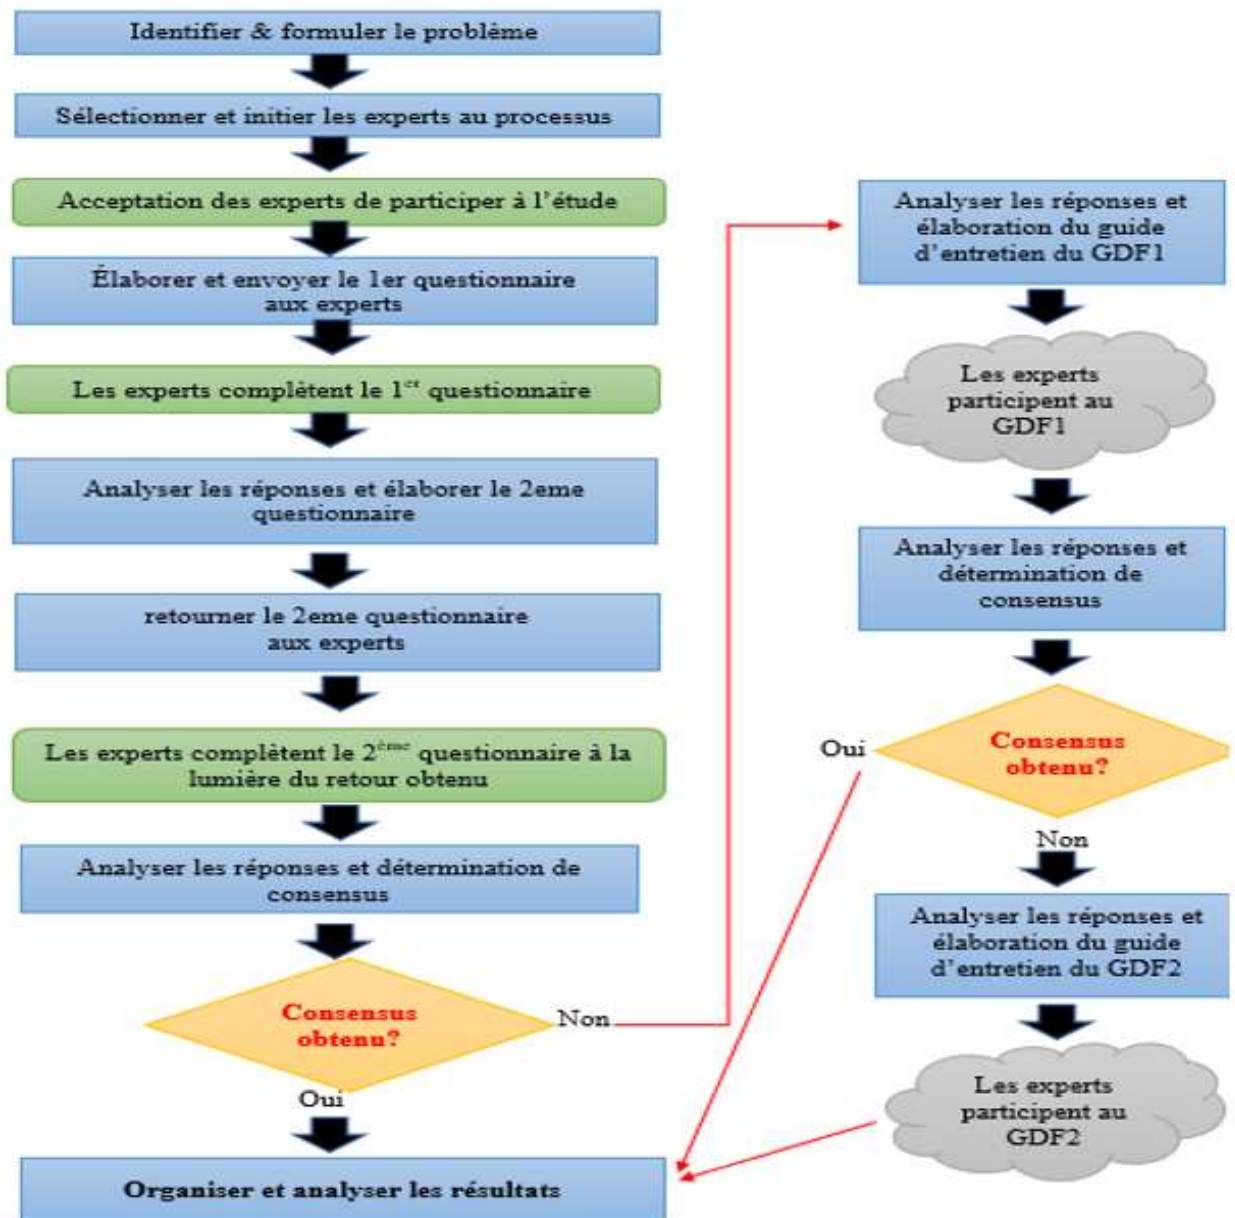 Identifier & formuler le problème
Sélectionner et initier les experts au processus
Acceptation des experts de participer à l'étude
Élaborer et envoyer le 1er questionnaire
aux experts
Les experts complètent le 1er questionnaire
Analyser les réponses et élaborer le 2eme
questionnaire
retourner le 2eme questionnaire
aux experts
Les experts complètent le 2ème questionnaire à la
lumière du retour obtenu
Analyser les réponses et détermination de
consensus
Consensus
obtenu?
Non
Oui
Organiser et analyser les résultats
Analyser les réponses et
élaboration du guide
d'entretien du GDF1
Les experts
participent au
GDF1
Analyser les réponses et
détermination de
consensus
Oui
Consensus
obtenu?
Non
Analyser les réponses et
élaboration du guide
d'entretien du GDF2
Les experts
participent au
GDF2